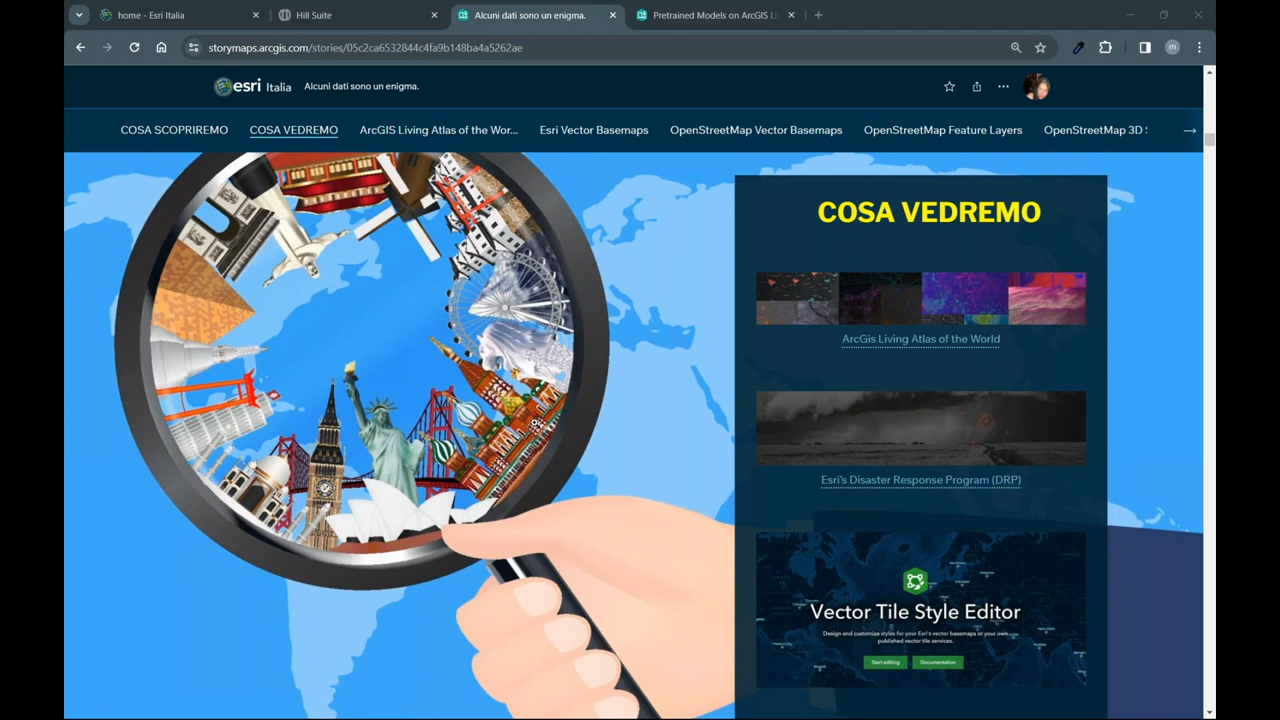 home - Esri Italia
Hill Suite
Alcuni dati sono un enigma.
Pretrained Models on ArcGIS Li
storymaps.arcgis.com/stories/05c2ca6532844c4fa9b148ba4a5262ae
m
esri Italia
Alcuni dati sono un enigma.
COSA SCOPRIREMO
COSA VEDREMO
ArcGIS Living Atlas of the Wor...
Esri Vector Basemaps
OpenStreetMap Vector Basemaps
OpenStreetMap Feature Layers
OpenStreetMap 3D
COSA VEDREMO
ArcGis Living Atlas of the World
Esri's Disaster Response Program (DRP)
Vector Tile Style Editor
Design and customize styles for your Esri's vector basemaps or your own
published vector tile services.
Start editing
Documentation